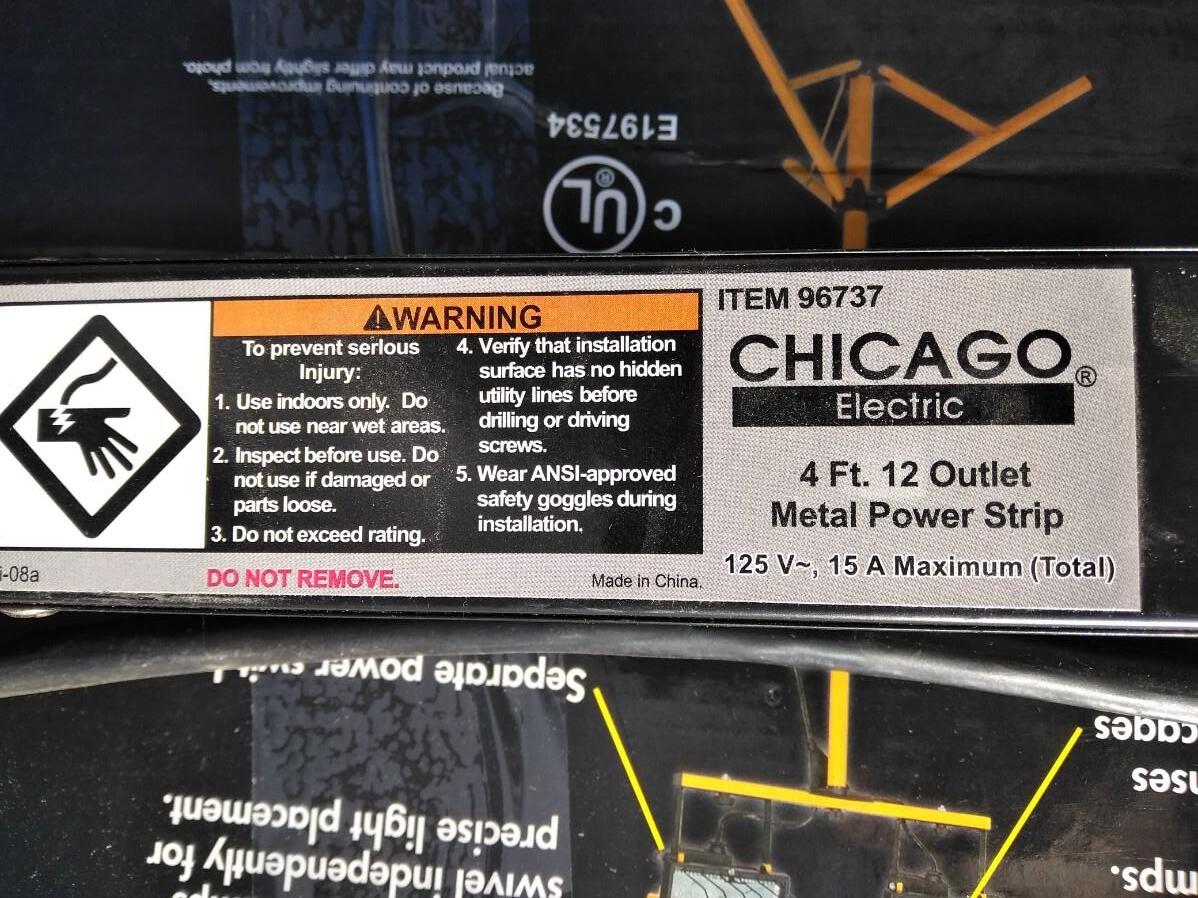 Because of continuing improvements,
actual product may differ slightly from photo.
E197534
C UL ®
ITEM 96737
CHICAGO ®
Electric
4 Ft. 12 Outlet
Metal Power Strip
125 V~, 15 A Maximum (Total)
WARNING
To prevent serious
Injury:
1. Use indoors only. Do
not use near wet areas.
2. Inspect before use. Do
not use if damaged or
parts loose.
3. Do not exceed rating.
4. Verify that installation
surface has no hidden
utility lines before
drilling or driving
screws.
5. Wear ANSI-approved
safety goggles during
installation.
i-08a
DO NOT REMOVE.
Made in China.
Separate power
swivel independently for
precise light placement.
cages